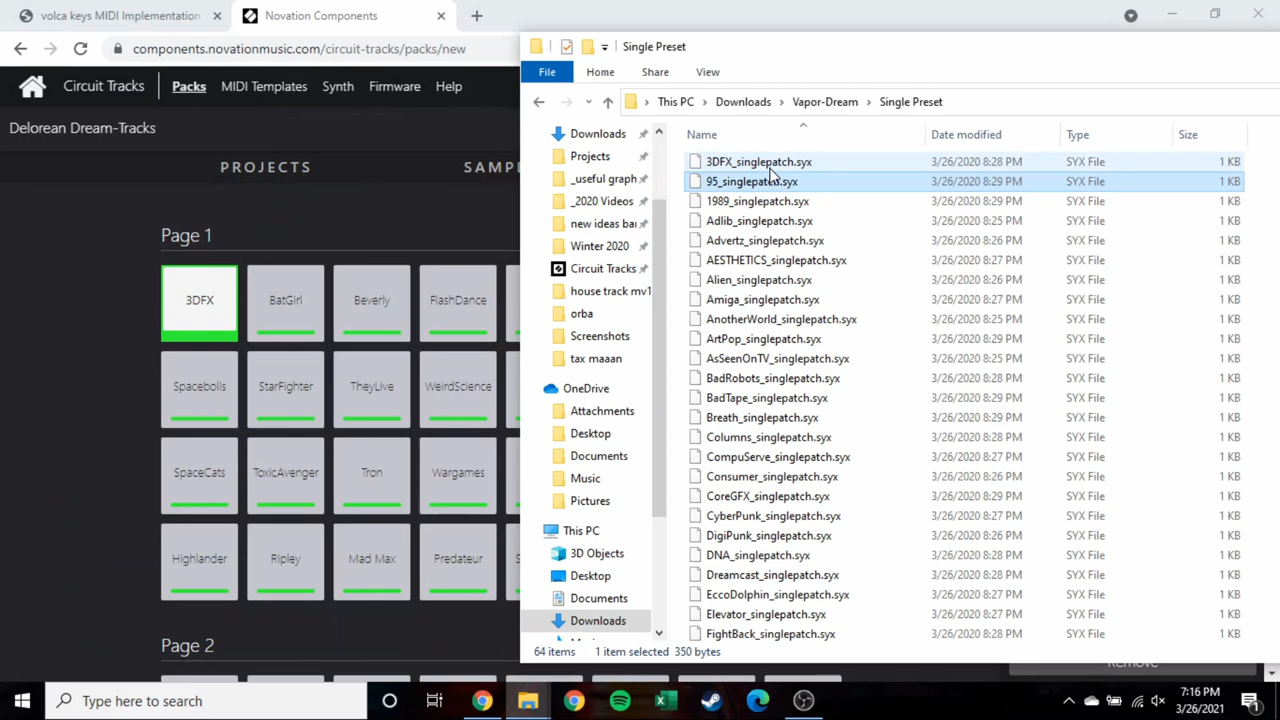 volca keys MIDI Implementation
Novation Components
components.novationmusic.com/circuit-tracks/packs/new
Circuit Tracks
Packs
MIDI Templates
Synth
Firmware
Help
Delorean Dream-Tracks
PROJECTS
SAM
Page 1
3DFX
BatGirl
Beverly
FlashDance
Spacebolls
StarFighter
TheyLive
WeirdScience
SpaceCats
ToxicAvenger
Tron
Wargames
Highlander
Ripley
Mad Max
Predateur
Page 2
Single Preset
File
Home
Share
View
This PC
Downloads
Vapor-Dream
Single Preset
Downloads
Projects
_useful graph
_2020 Videos
new ideas bar
Winter 2020
Circuit Tracks
house track mv1
orba
Screenshots
tax maaan
OneDrive
Attachments
Desktop
Documents
Music
Pictures
This PC
3D Objects
Desktop
Documents
Downloads
Name Date modified Type Size
3DFX_singlepatch.syx 3/26/2020 8:28 PM SYX File 1 KB
95_singlepatch.syx 3/26/2020 8:29 PM SYX File 1 KB
1989_singlepatch.syx 3/26/2020 8:29 PM SYX File 1 KB
Adlib_singlepatch.syx 3/26/2020 8:28 PM SYX File 1 KB
Advertz_singlepatch.syx 3/26/2020 8:26 PM SYX File 1 KB
AESTHETICS_singlepatch.syx 3/26/2020 8:27 PM SYX File 1 KB
Alien_singlepatch.syx 3/26/2020 8:29 PM SYX File 1 KB
Amiga_singlepatch.syx 3/26/2020 8:27 PM SYX File 1 KB
AnotherWorld_singlepatch.syx 3/26/2020 8:25 PM SYX File 1 KB
ArtPop_singlepatch.syx 3/26/2020 8:29 PM SYX File 1 KB
AsSeenOnTV_singlepatch.syx 3/26/2020 8:25 PM SYX File 1 KB
BadRobots_singlepatch.syx 3/26/2020 8:28 PM SYX File 1 KB
BadTape_singlepatch.syx 3/26/2020 8:28 PM SYX File 1 KB
Breath_singlepatch.syx 3/26/2020 8:29 PM SYX File 1 KB
Columns_singlepatch.syx 3/26/2020 8:28 PM SYX File 1 KB
CompuServe_singlepatch.syx 3/26/2020 8:27 PM SYX File 1 KB
Consumer_singlepatch.syx 3/26/2020 8:26 PM SYX File 1 KB
CoreGFX_singlepatch.syx 3/26/2020 8:29 PM SYX File 1 KB
CyberPunk_singlepatch.syx 3/26/2020 8:27 PM SYX File 1 KB
DigiPunk_singlepatch.syx 3/26/2020 8:29 PM SYX File 1 KB
DNA_singlepatch.syx 3/26/2020 8:28 PM SYX File 1 KB
Dreamcast_singlepatch.syx 3/26/2020 8:28 PM SYX File 1 KB
EccoDolphin_singlepatch.syx 3/26/2020 8:27 PM SYX File 1 KB
Elevator_singlepatch.syx 3/26/2020 8:27 PM SYX File 1 KB
FightBack_singlepatch.syx 3/26/2020 8:28 PM SYX File 1 KB
64 items 1 item selected 350 bytes
Remove
Type here to search
7:16 PM
3/26/2021
1